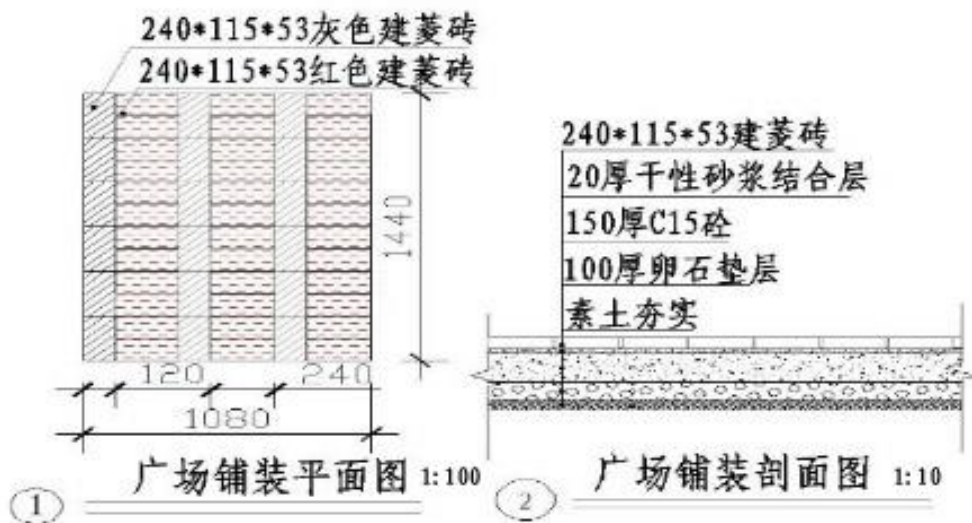 240*115*53灰色建菱砖
240*115*53红色建菱砖
1440
120
240
1080
① 广场铺装平面图 1:100
240*115*53建菱砖
20厚干性砂浆结合层
150厚C15砼
100厚卵石垫层
素土夯实
② 广场铺装剖面图 1:10